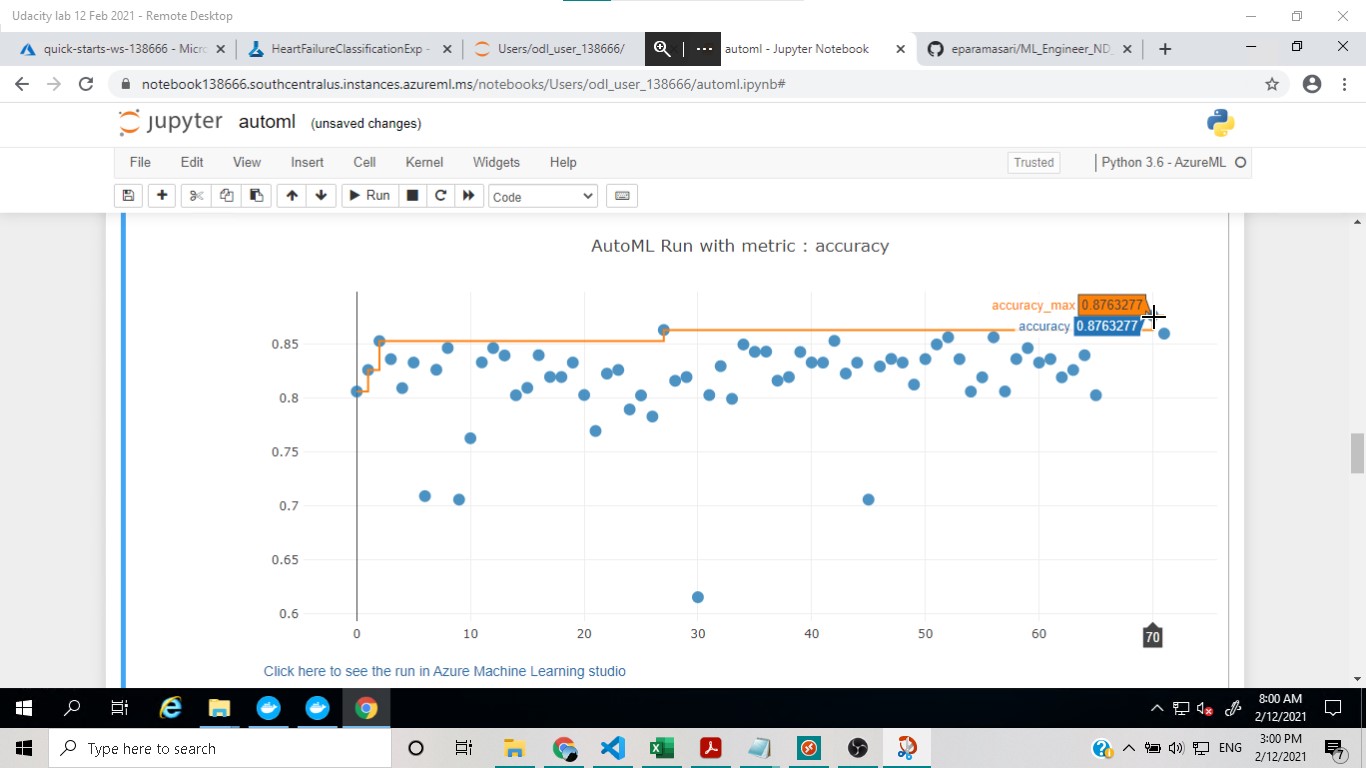 Udacity lab 12 Feb 2021 - Remote Desktop
quick-starts-ws-138666 - Micro
HeartFailureClassificationExp -
Users/odl_user_138666/
automl - Jupyter Notebook
eparamasari/ML_Engineer_ND_
notebook138666.southcentralus.instances.azureml.ms/notebooks/Users/odl_user_138666/automl.ipynb#
jupyter automl (unsaved changes)
File Edit View Insert Cell Kernel Widgets Help Trusted Python 3.6 - AzureML
Run Code
AutoML Run with metric : accuracy
accuracy_max 0.8763277
accuracy 0.8763277
0.85
0.8
0.75
0.7
0.65
0.6
0 10 20 30 40 50 60 70
Click here to see the run in Azure Machine Learning studio
8:00 AM
2/12/2021
Type here to search
ENG
3:00 PM
2/12/2021
7